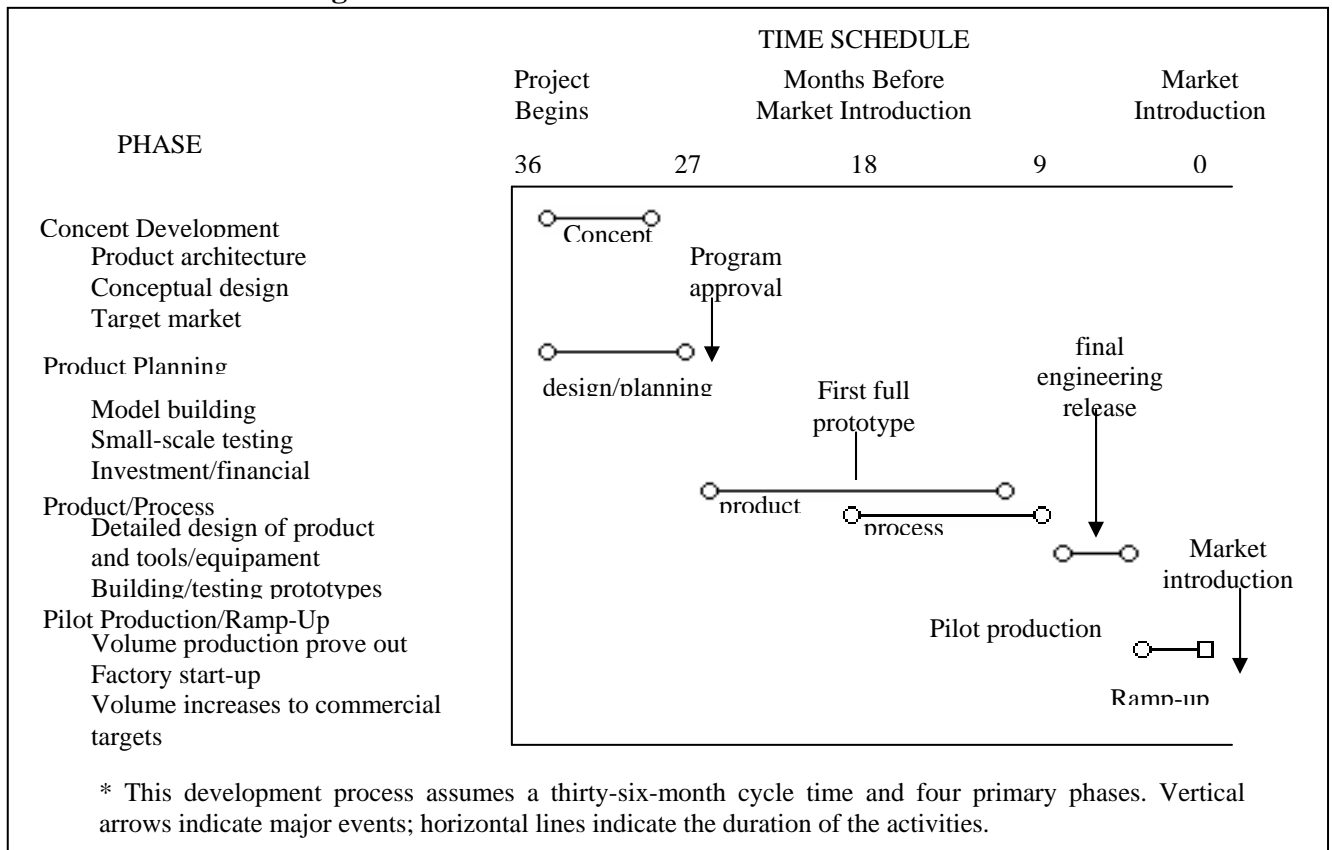 TIME SCHEDULE
Project Begins
Months Before Market Introduction
Market Introduction
PHASE
36 27 18 9 0
Concept Development
Product architecture
Conceptual design
Target market
Concept
Program approval
Product Planning
Model building
Small-scale testing
Investment/financial
design/planning
First full prototype
final engineering release
Product/Process
Detailed design of product
and tools/equipament
Building/testing prototypes
product
process
Market introduction
Pilot Production/Ramp-Up
Volume production prove out
Factory start-up
Volume increases to commercial
targets
Pilot production
Ramp-up
* This development process assumes a thirty-six-month cycle time and four primary phases. Vertical
arrows indicate major events; horizontal lines indicate the duration of the activities.